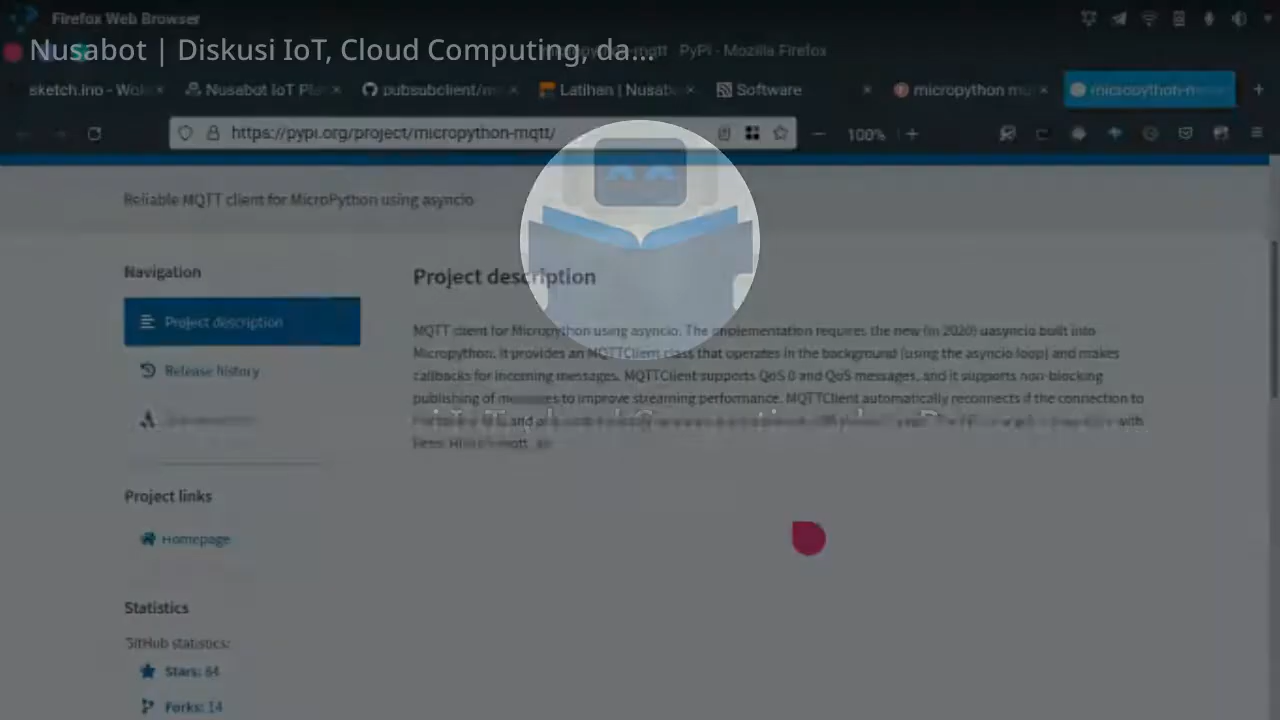 Firefox Web Browser
Nusabot | Diskusi IoT, Cloud Computing, da...
PyPi - Mozilla Firefox
sketch.ino - Wok
Nusabot IoT Pla
pubsubclient/m
Latihan | Nusab
Software
micropython m
micropython-m
https://pypi.org/project/micropython-mqtt/
100%
Reliable MQTT client for MicroPython using asyncio
Navigation
Project description
Release history
Project links
Homepage
Statistics
GitHub statistics:
Stars: 64
Forks: 14
Project description
MQTT client for Micropython using asyncio. The implementation requires the new (in 2020) uasyncio built into
Micropython. It provides an MQTTClient class that operates in the background (using the asyncio loop) and makes
callbacks for incoming messages. MQTTClient supports QoS 0 and QoS messages, and it supports non-blocking
publishing of messages to improve streaming performance. MQTTClient automatically reconnects if the connection to
and
with